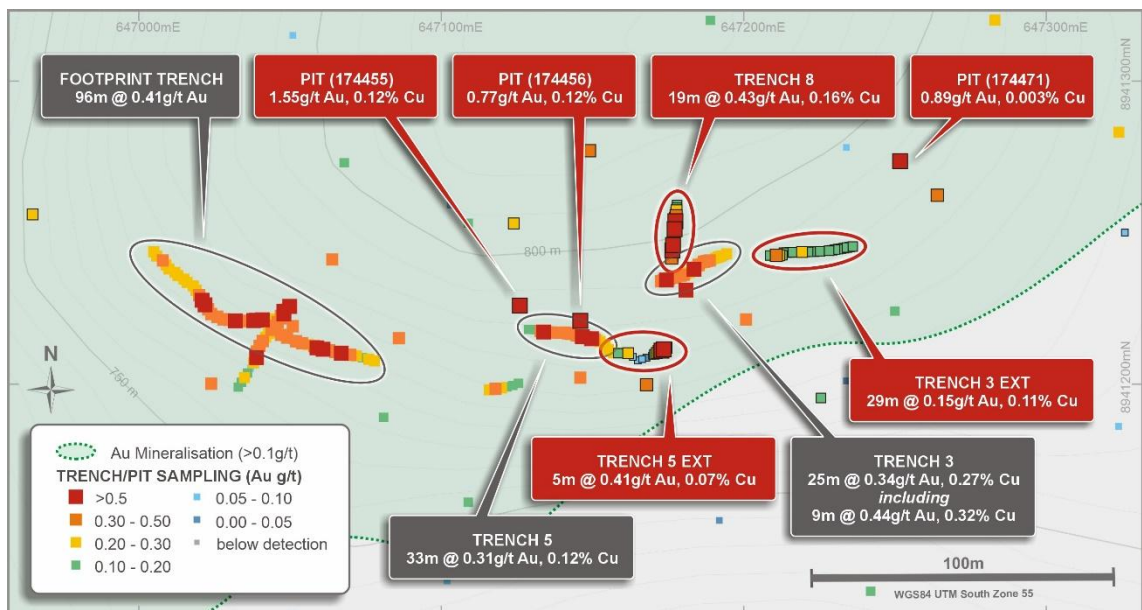 647000mE
647100mE
647200mE
647300mE
8941300mN
8941200mN
FOOTPRINT TRENCH
96m @ 0.41g/t Au
PIT (174455)
1.55g/t Au, 0.12% Cu
PIT (174456)
0.77g/t Au, 0.12% Cu
TRENCH 8
19m @ 0.43g/t Au, 0.16% Cu
PIT (174471)
0.89g/t Au, 0.003% Cu
800 m
750 m
N
TRENCH 3 EXT
29m @ 0.15g/t Au, 0.11% Cu
TRENCH 5 EXT
5m @ 0.41g/t Au, 0.07% Cu
TRENCH 3
25m @ 0.34g/t Au, 0.27% Cu
including
9m @ 0.44g/t Au, 0.32% Cu
TRENCH 5
33m @ 0.31g/t Au, 0.12% Cu
Au Mineralisation (>0.1g/t)
TRENCH/PIT SAMPLING (Au g/t)
>0.5
0.30 - 0.50
0.20 - 0.30
0.10 - 0.20
0.05 - 0.10
0.00 - 0.05
below detection
100m
WGS84 UTM South Zone 55